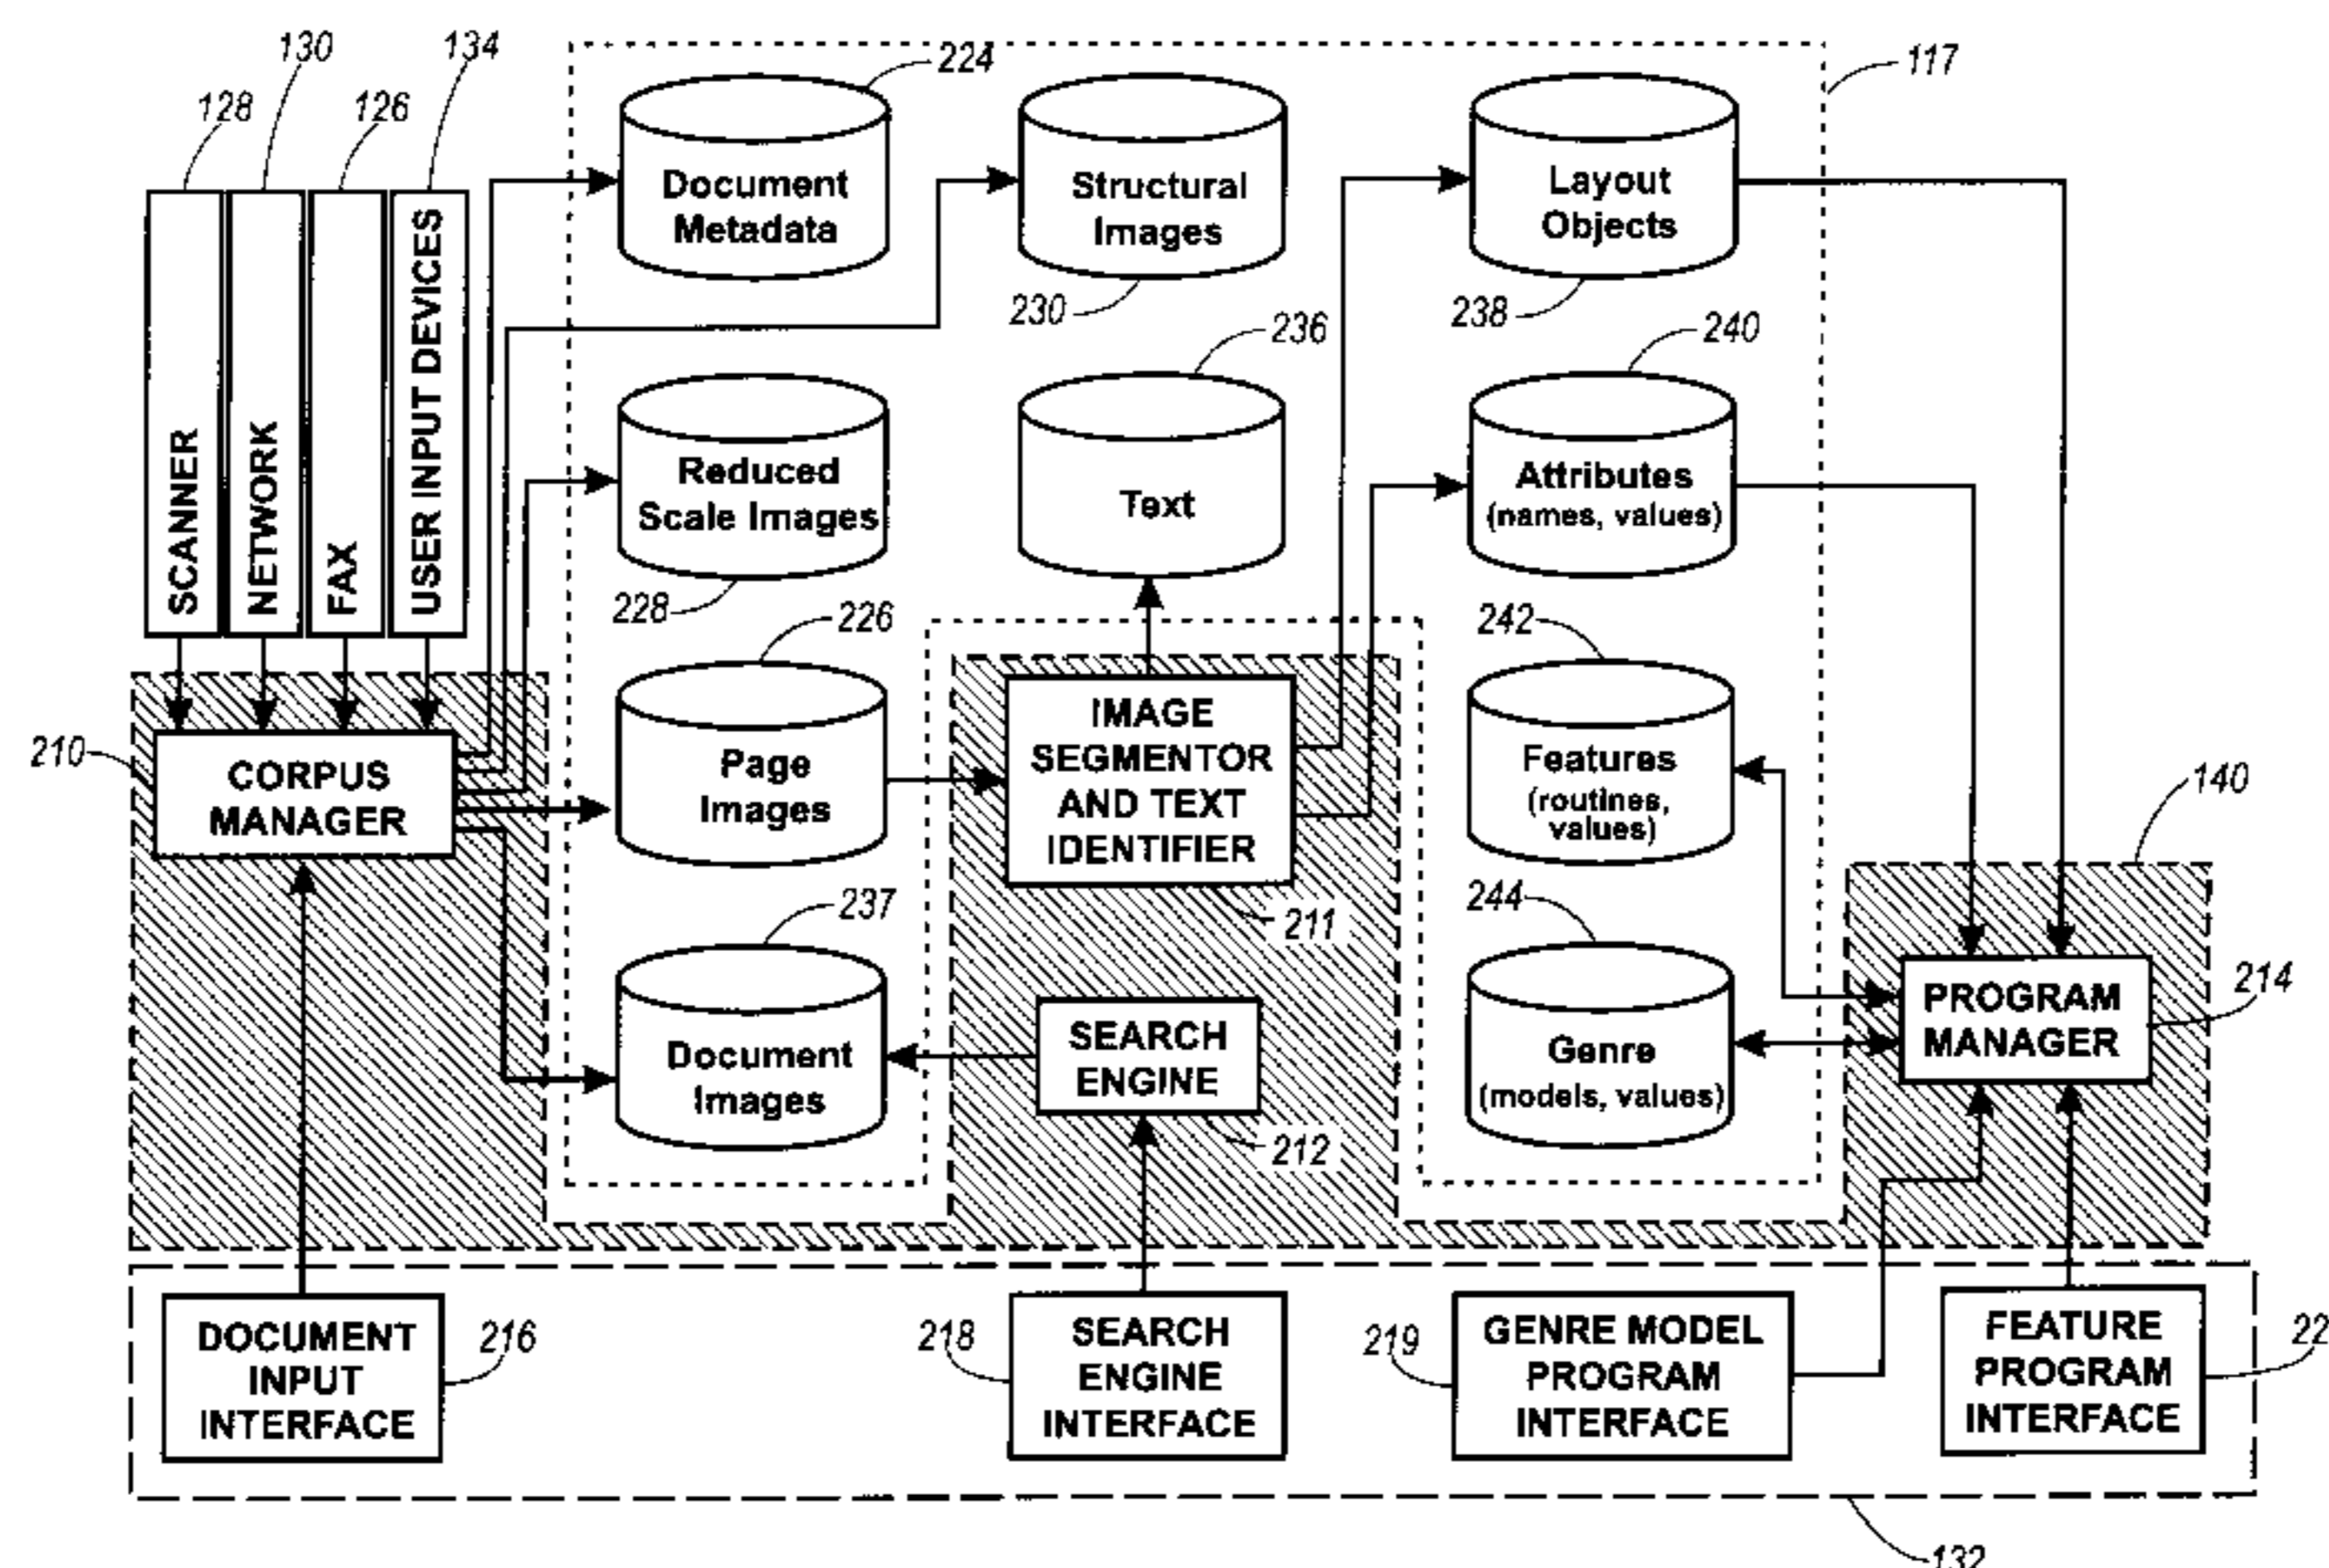 130
134
128
126
224
117
SCANNER
NETWORK
FAX
USER INPUT DEVICES
Document
Metadata
Structural
Images
230
Layout
Objects
238
236
240
Reduced
Scale Images
228
Text
Attributes
(names, values)
226
242
210
CORPUS
MANAGER
Page
Images
IMAGE
SEGMENTOR
AND TEXT
IDENTIFIER
211
Features
(routines,
values)
140
237
244
Document
Images
SEARCH
ENGINE
212
Genre
(models, values)
PROGRAM
MANAGER
214
DOCUMENT
INPUT
INTERFACE
216
218
SEARCH
ENGINE
INTERFACE
219
GENRE MODEL
PROGRAM
INTERFACE
FEATURE
PROGRAM
INTERFACE
22
132